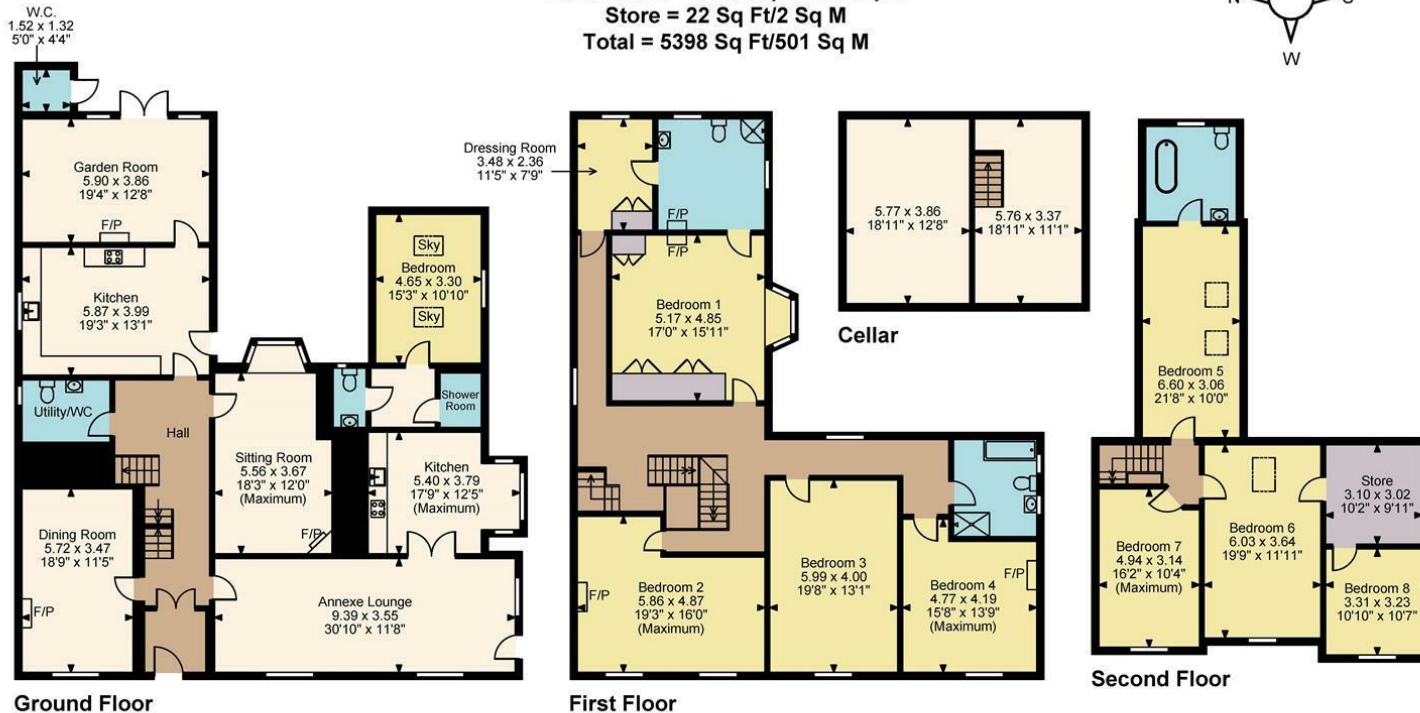 Store = 22 Sq Ft/2 Sq M
Total = 5398 Sq Ft/501 Sq M
W
W.C.
1.52 x 1.32
5'0" x 4'4"
Garden Room
5.90 x 3.86
19'4" x 12'8"
F/P
Kitchen
5.87 x 3.99
19'3" x 13'1"
Utility/WC
Hall
Dining Room
5.72 x 3.47
18'9" x 11'5"
F/P
Sitting Room
5.56 x 3.67
18'3" x 12'0"
(Maximum)
F/P
Sky
Bedroom
4.65 x 3.30
15'3" x 10'10"
Sky
Shower
Room
Kitchen
5.40 x 3.79
17'9" x 12'5"
(Maximum)
Annexe Lounge
9.39 x 3.55
30'10" x 11'8"
Ground Floor
Dressing Room
3.48 x 2.36
11'5" x 7'9"
F/P
F/P
Bedroom 1
5.17 x 4.85
17'0" x 15'11"
Bedroom 2
5.86 x 4.87
19'3" x 16'0"
(Maximum)
F/P
Bedroom 3
5.99 x 4.00
19'8" x 13'1"
Bedroom 4
4.77 x 4.19
15'8" x 13'9"
(Maximum)
F/P
First Floor
5.77 x 3.86
18'11" x 12'8"
5.76 x 3.37
18'11" x 11'1"
Cellar
Bedroom 5
6.60 x 3.06
21'8" x 10'0"
Store
3.10 x 3.02
10'2" x 9'11"
Bedroom 6
6.03 x 3.64
19'9" x 11'11"
Bedroom 7
4.94 x 3.14
16'2" x 10'4"
(Maximum)
Bedroom 8
3.31 x 3.23
10'10" x 10'7"
Second Floor